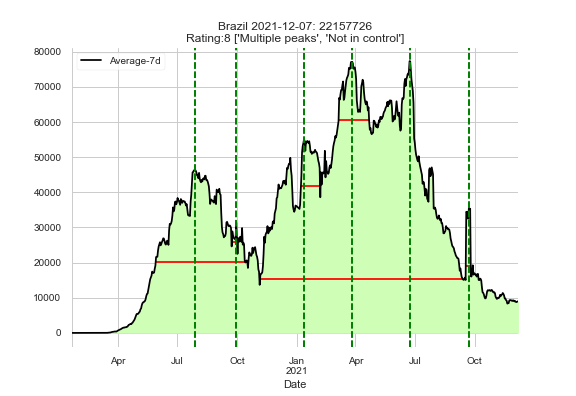 Brazil 2021-12-07: 22157726
Rating:8 ['Multiple peaks', 'Not in control']
80000
70000
60000
50000
40000
30000
20000
10000
0
Average-7d
Apr
Jul
Oct
Jan
2021
Apr
Jul
Oct
Date